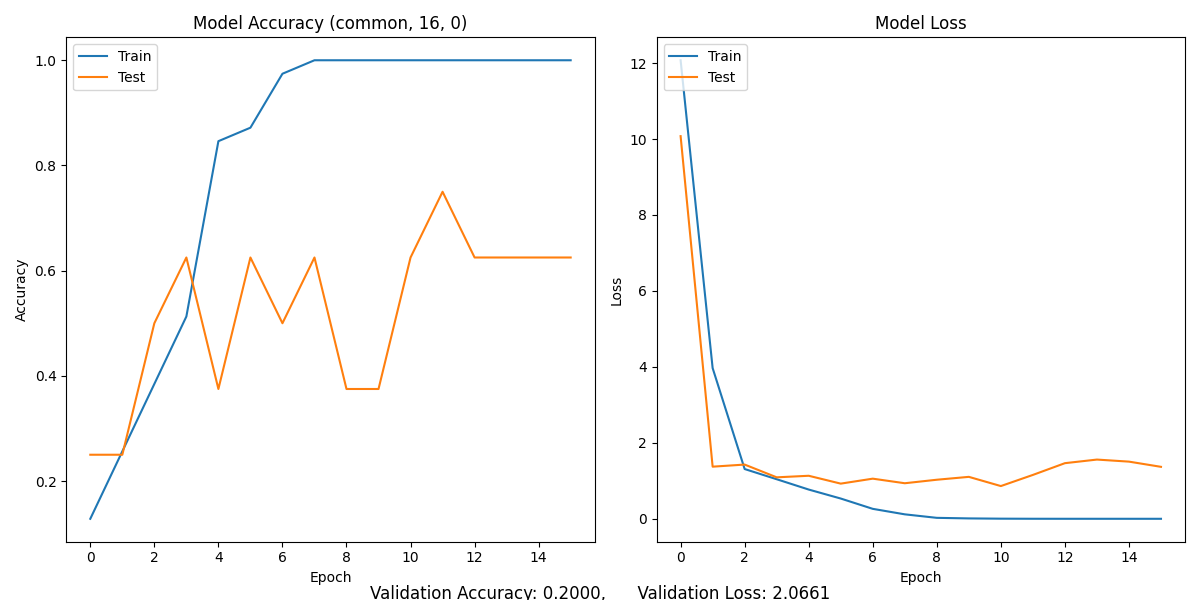 Model Accuracy (common, 16, 0)
Train
Test
1.0
0.8
0.6
0.4
0.2
Accuracy
0 2 4 6 8 10 12 14
Epoch
Model Loss
Train
Test
12
10
8
6
4
2
0
Loss
0 2 4 6 8 10 12 14
Epoch
Validation Accuracy: 0.2000, Validation Loss: 2.0661